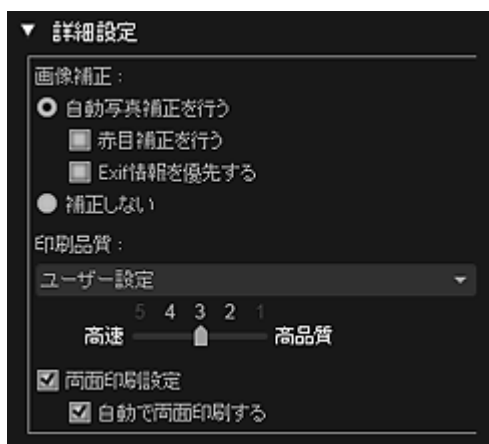 詳細設定
画像補正：
自動写真補正を行う
赤目補正を行う
Exif情報を優先する
補正しない
印刷品質：
ユーザー設定
5 4 3 2 1
高速 高品質
両面印刷設定
自動で両面印刷する